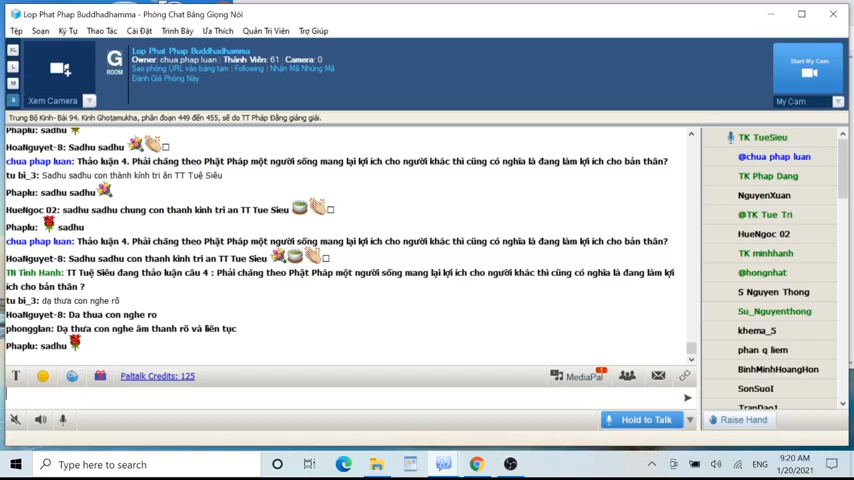 Lop Phat Phap Buddhadhamma - Phòng Chat Bằng Giọng Nói
Tệp Soạn Ký Tự Thao Tác Cài Đặt Trình Bày Ưa Thích Quản Trị Viên Trợ Giúp
XL
L
M
S
Xem Camera
G
ROOM
Lop Phat Phap Buddhadhamma
Owner: chua phap luan: | Thành Viên: 61 | Camera: 0
Sao phỏng URL vào bảng tạm | Following | Nhận Mã Nhúng Mã
Đánh Giá Phòng Này
Start My Cam
My Cam
Trung Bộ Kinh- Bài 94. Kinh Ghotamukha, phân đoạn 449 đến 455, sẽ do TT Pháp Đăng giảng giải.
Phaplu: sadhu
HoaNguyet-8: Sadhu sadhu
chua phap luan: Thảo luận 4. Phải chăng theo Phật Pháp một người sống mang lại lợi ích cho người khác thì cũng có nghĩa là đang làm lợi ích cho bản thân?
tu bi_3: Sadhu sadhu con thành kính tri ân TT Tuệ Siêu
Phaplu: sadhu sadhu
HueNgoc 02: sadhu sadhu chung con thanh kinh tri an TT Tue Sieu
Phaplu: sadhu
chua phap luan: Thảo luận 4. Phải chăng theo Phật Pháp một người sống mang lại lợi ích cho người khác thì cũng có nghĩa là đang làm lợi ích cho bản thân?
HoaNguyet-8: Sadhu sadhu con thanh kinh tri an TT Tue Sieu
TN Tinh Hanh: TT Tuệ Siêu đang thảo luận câu 4 : Phải chăng theo Phật Pháp một người sống mang lại lợi ích cho người khác thì cũng có nghĩa là đang làm lợi
ích cho bản thân ?
tu bi_3: dạ thưa con nghe rõ
HoaNguyet-8: Da thua con nghe ro
phongglan: Dạ thưa con nghe âm thanh rõ và liên tục
Phaplu: sadhu
TK TueSieu
@chua phap luan
TK Phap Dang
NguyenXuan
@TK Tue Tri
HueNgoc 02
TK minhhanh
@hongnhat
S Nguyen Thong
Su_Nguyenthong
khema_5
phan q liem
BinhMinhHoangHon
SonSuoI
TranDao1
T Paltalk Credits: 125 MediaPal 1
Hold to Talk
Raise Hand
Type here to search
ENG
9:20 AM
1/20/2021